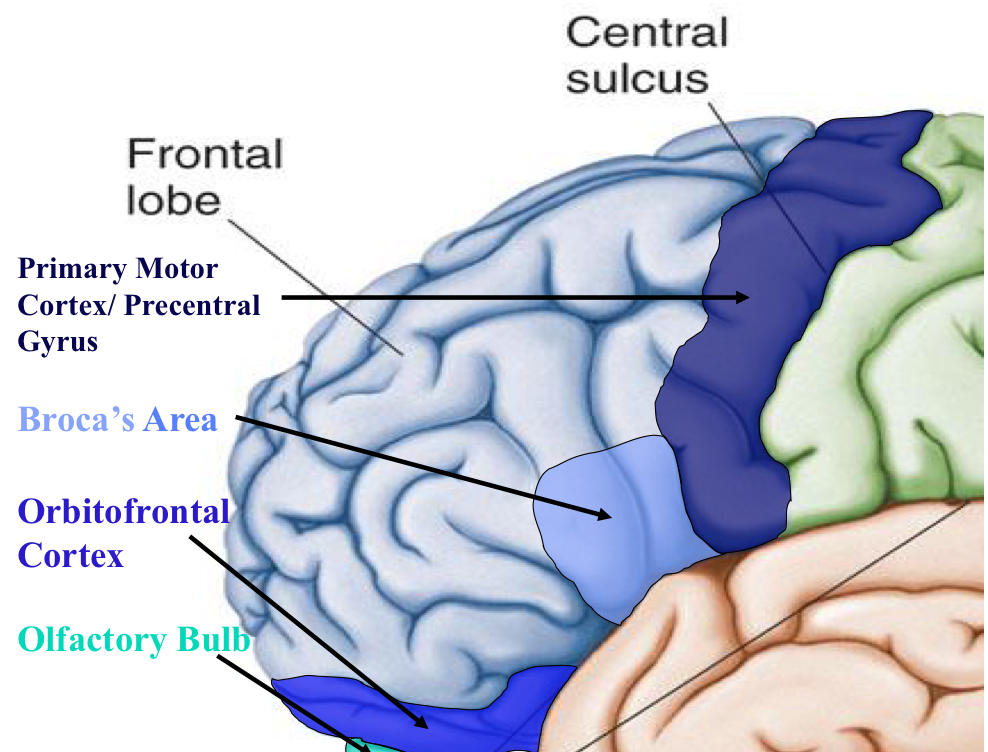 Central
sulcus
Frontal
lobe
Primary Motor
Cortex/ Precentral
Gyrus
Broca’s Area
Orbitofrontal
Cortex
Olfactory Bulb